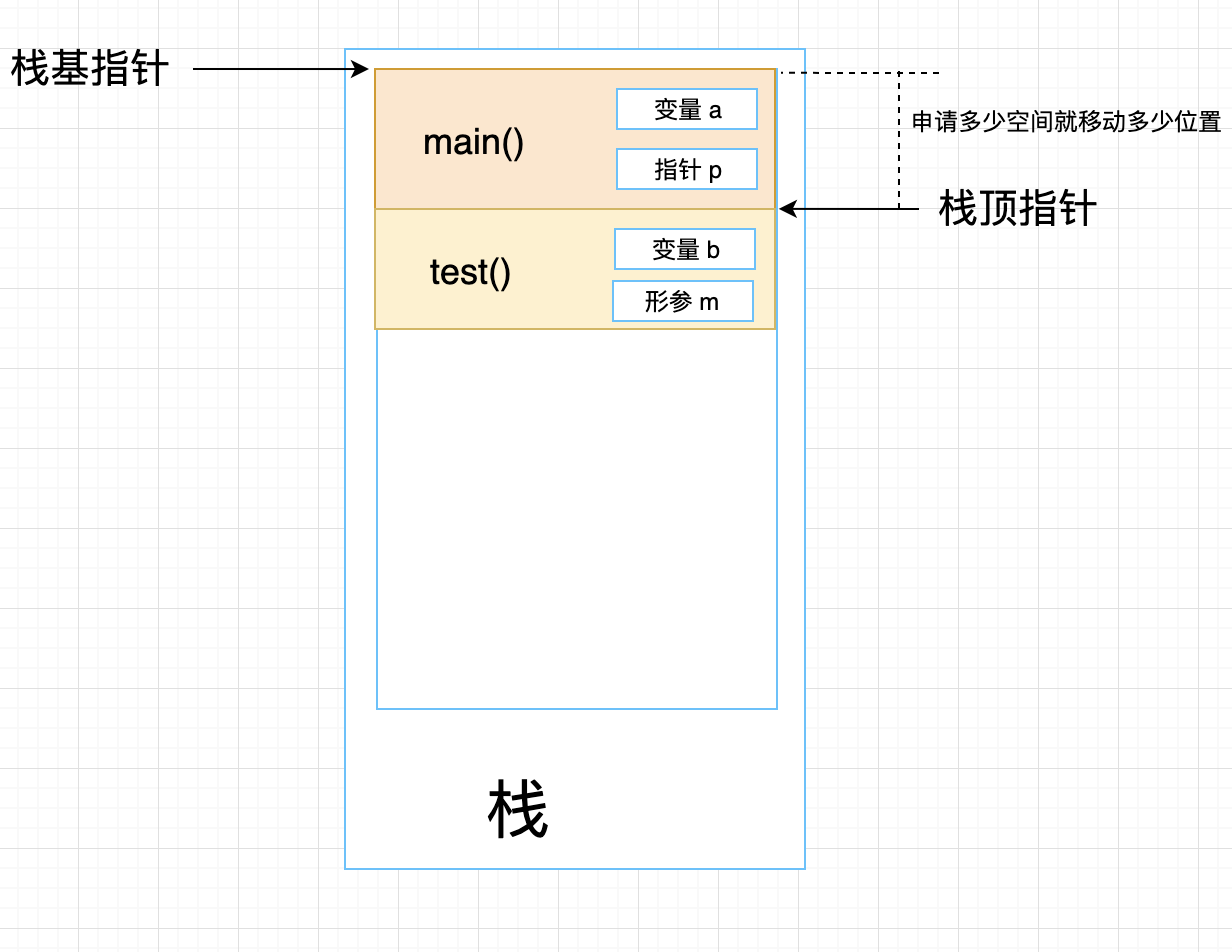 栈基指针
变量 a
main()
申请多少空间就移动多少位置
指针 p
栈顶指针
变量 b
test()
形参 m
栈